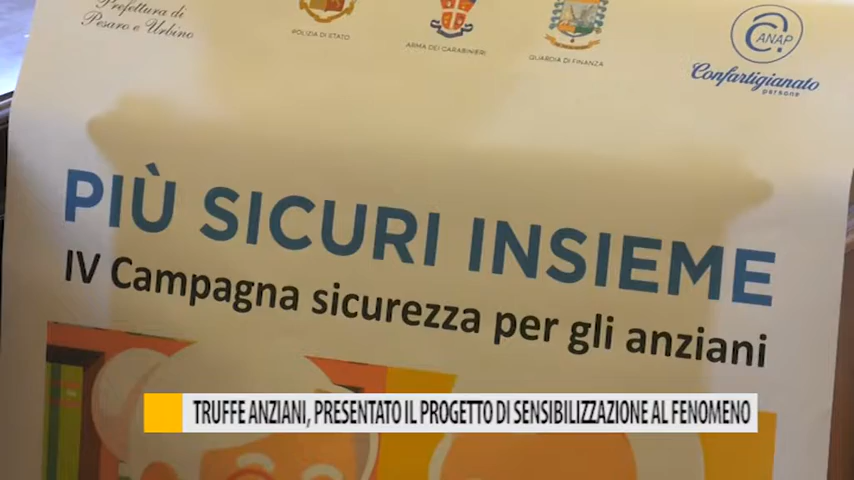 Prefettura di
Pesaro e Urbino
POLIZIA DI STATO
ARMA DEI CARABINIERI
GUARDIA DI FINANZA
ANAP
Confartigianato
persone
PIÙ SICURI INSIEME
IV Campagna sicurezza per gli anziani
TRUFFE ANZIANI, PRESENTATO IL PROGETTO DI SENSIBILIZZAZIONE AL FENOMENO